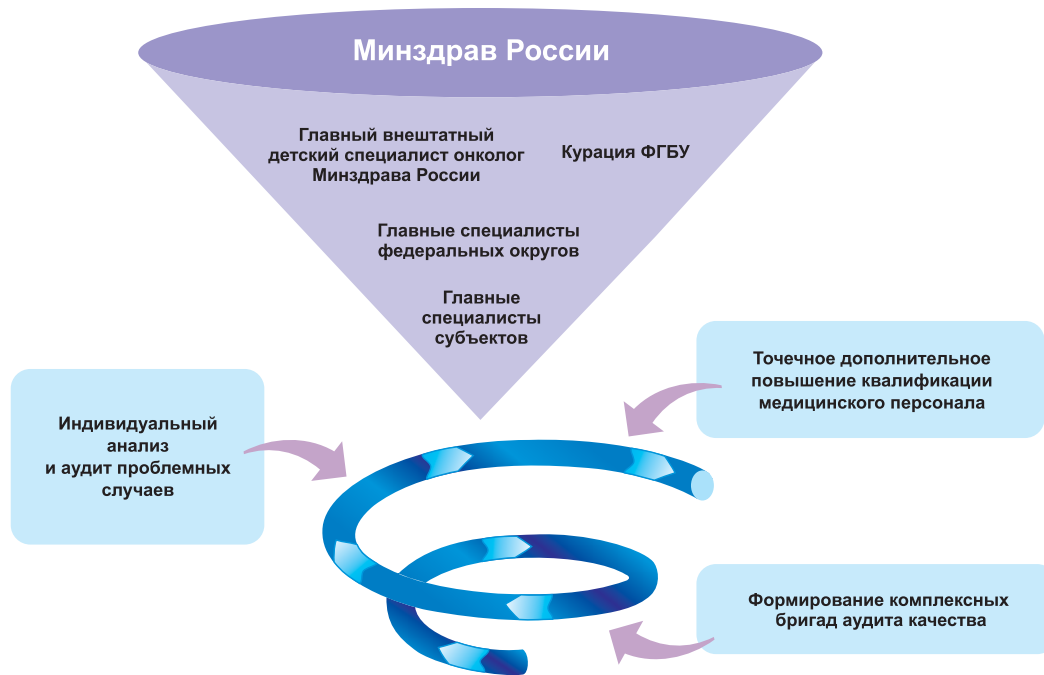 Минздрав России
Главный внештатный
детский специалист онколог
Минздрава России
Курация ФГБУ
Главные специалисты
федеральных округов
Главные
специалисты
субъектов
Точечное дополнительное
повышение квалификации
медицинского персонала
Индивидуальный
анализ
и аудит проблемных
случаев
Формирование комплексных
бригад аудита качества